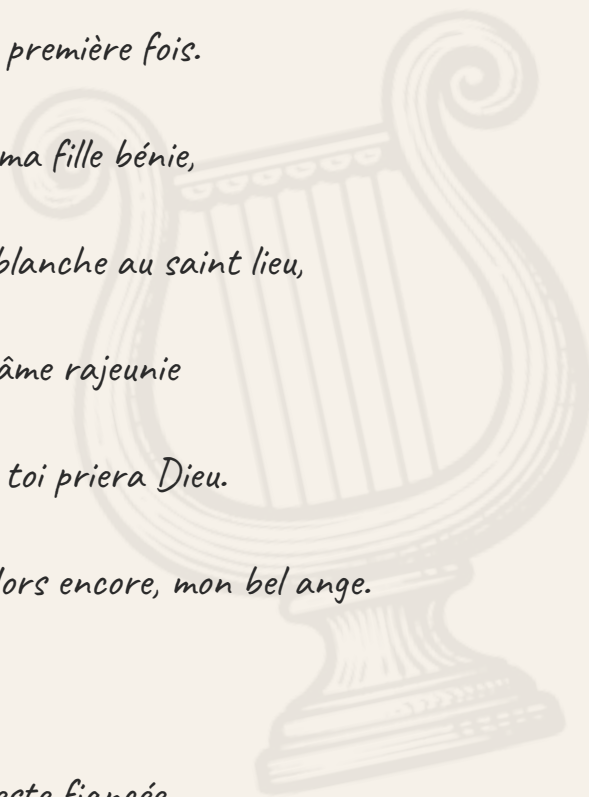 première fois.
ma fille bénie,
blanche au saint lieu,
âme rajeunie
toi priera Dieu.
lors encore, mon bel ange.